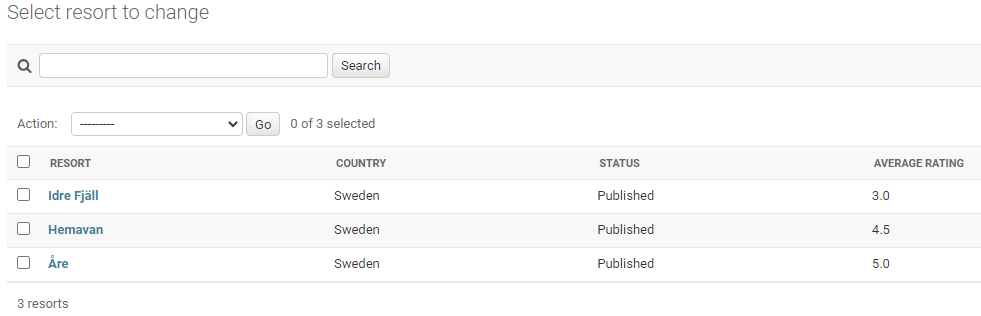 Select resort to change
Search
Action: --------- Go 0 of 3 selected
RESORT COUNTRY STATUS AVERAGE RATING
Idre Fjäll Sweden Published 3.0
Hemavan Sweden Published 4.5
Åre Sweden Published 5.0
3 resorts